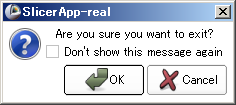 SlicerApp-real
Are you sure you want to exit?
Don't show this message again
OK
Cancel